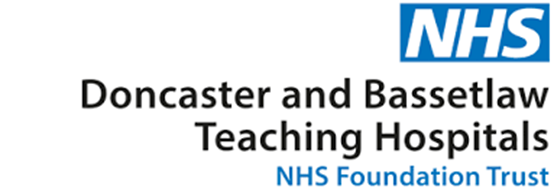 NHS
Doncaster and Bassetlaw
Teaching Hospitals
NHS Foundation Trust